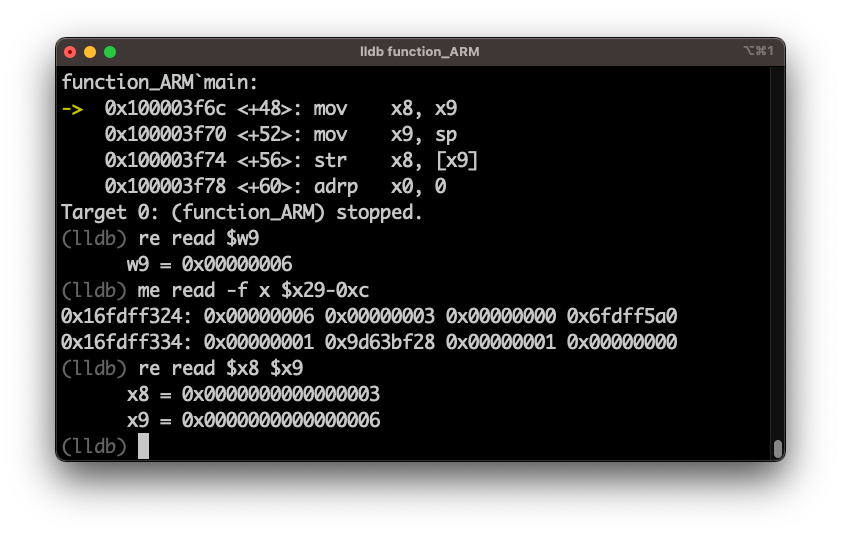 lldb function_ARM
⌥⌘1
function_ARM`main:
->  0x100003f6c <+48>: mov    x8, x9
    0x100003f70 <+52>: mov    x9, sp
    0x100003f74 <+56>: str    x8, [x9]
    0x100003f78 <+60>: adrp   x0, 0
Target 0: (function_ARM) stopped.
(lldb) re read $w9
      w9 = 0x00000006
(lldb) me read -f x $x29-0xc
0x16fdff324: 0x00000006 0x00000003 0x00000000 0x6fdff5a0
0x16fdff334: 0x00000001 0x9d63bf28 0x00000001 0x00000000
(lldb) re read $x8 $x9
      x8 = 0x0000000000000003
      x9 = 0x0000000000000006
(lldb)